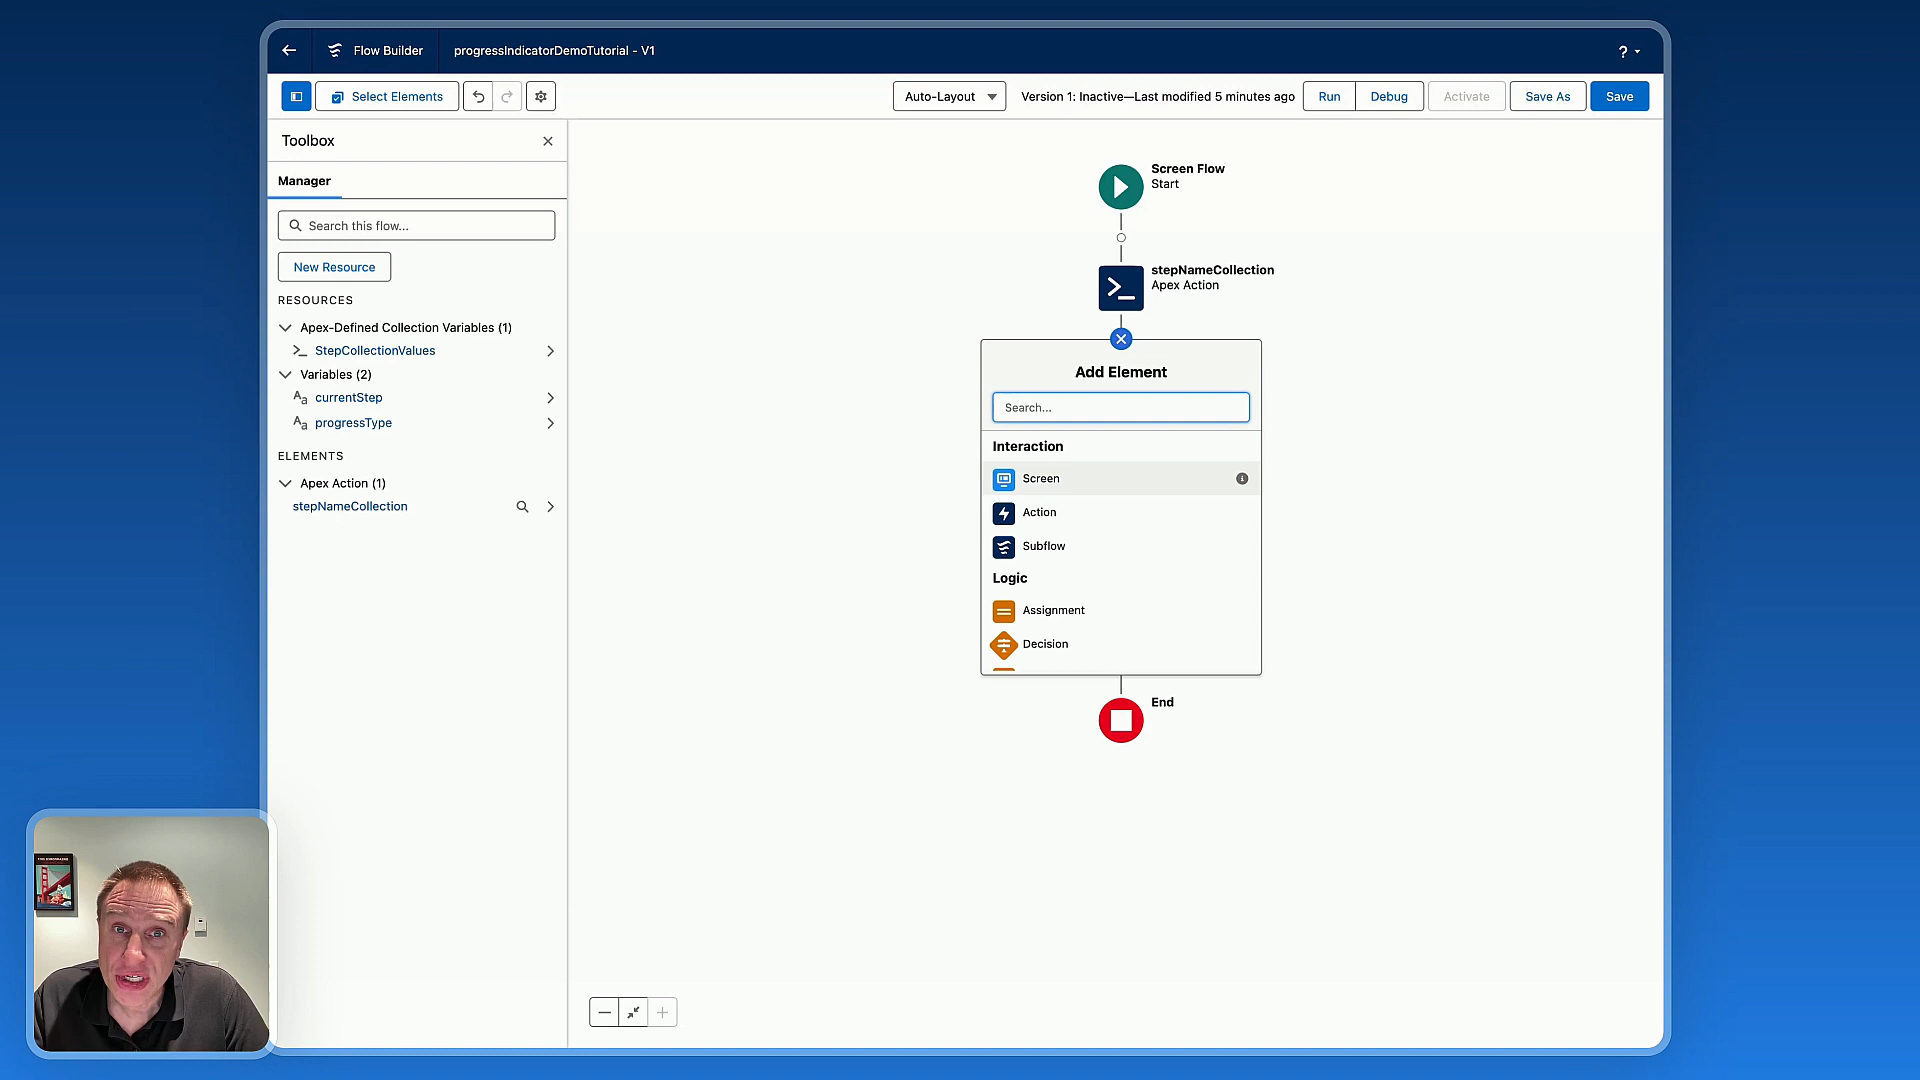 Flow Builder
progressIndicatorDemoTutorial - V1
?
Select Elements
Auto-Layout
Version 1: Inactive—Last modified 5 minutes ago
Run
Debug
Activate
Save As
Save
Toolbox
Manager
Search this flow...
New Resource
RESOURCES
Apex-Defined Collection Variables (1)
StepCollectionValues
Variables (2)
Aa currentStep
Aa progressType
ELEMENTS
Apex Action (1)
stepNameCollection
Screen Flow
Start
stepNameCollection
Apex Action
Add Element
Search...
Interaction
Screen
Action
Subflow
Logic
Assignment
Decision
End